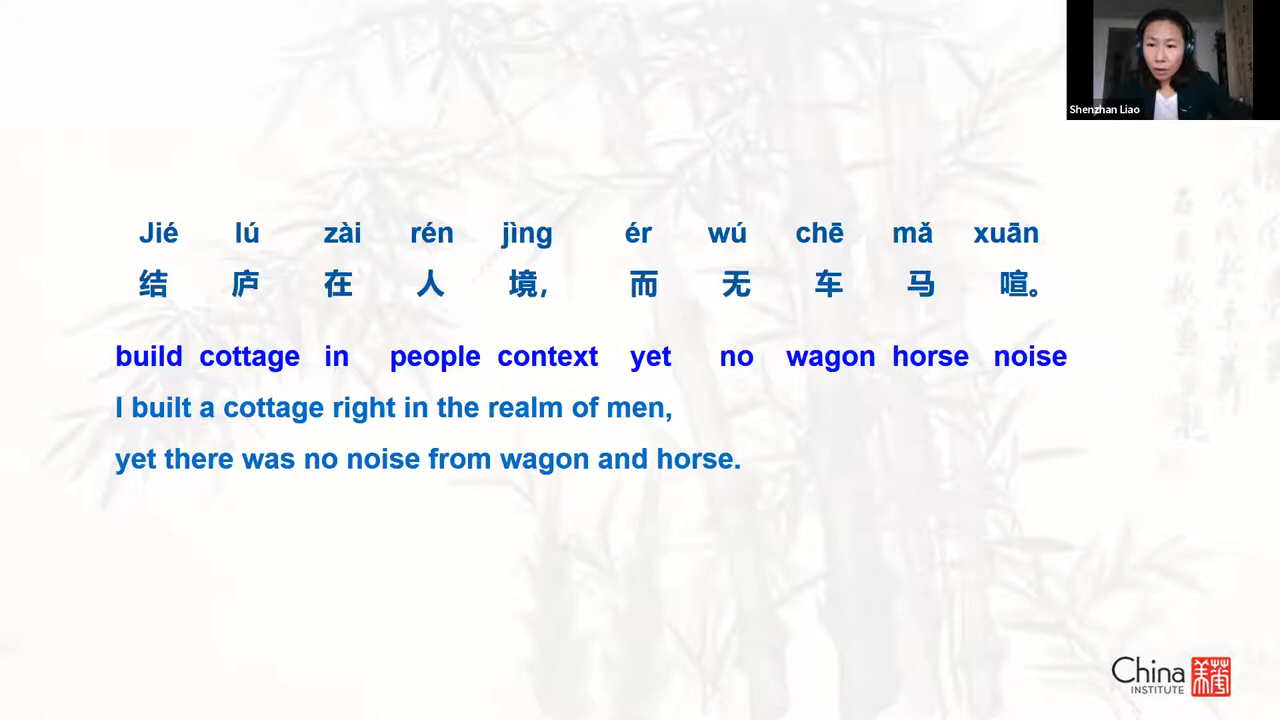 Shenzhan Liao
Jié lú zài rén jìng ér wú chē mǎ xuān
结 庐 在 人 境, 而 无 车 马 喧。
build cottage in people context yet no wagon horse noise
I built a cottage right in the realm of men,
yet there was no noise from wagon and horse.
China
INSTITUTE